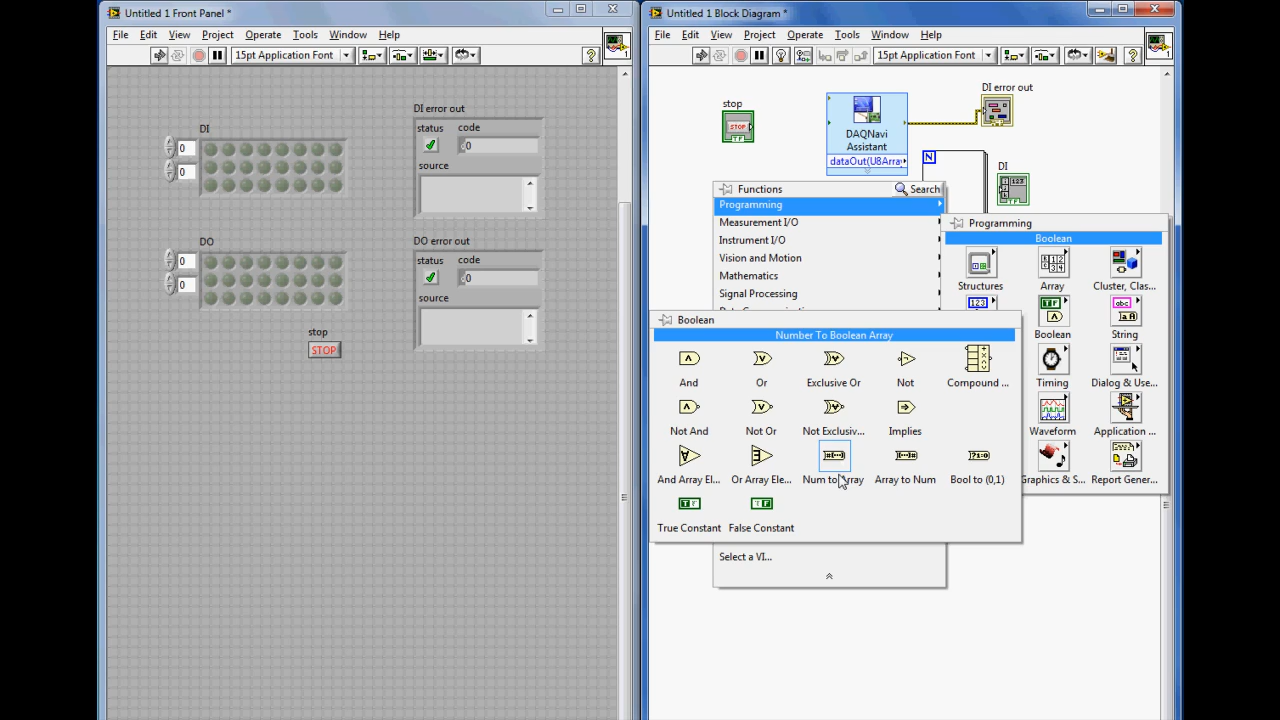 Untitled 1 Front Panel *
File Edit View Project Operate Tools Window Help
15pt Application Font
?
1
DI
0
0
DI error out
status code
0
source
DO
0
0
DO error out
status code
0
source
stop
STOP
Untitled 1 Block Diagram *
File Edit View Project Operate Tools Window Help
15pt Application Font
?
1
stop
STOP
TF
DAQNavi
Assistant
dataOut(U8Arra
DI error out
N
DI
TF
Functions
Search
Programming
Measurement I/O
Instrument I/O
Vision and Motion
Mathematics
Signal Processing
Select a VI...
Programming
Boolean
Structures
Array
Cluster, Clas...
Boolean
String
Timing
Dialog & Use...
Waveform
Application ...
Graphics & S...
Report Gener...
Boolean
Number To Boolean Array
And
Or
Exclusive Or
Not
Compound ...
Not And
Not Or
Not Exclusiv...
Implies
And Array El...
Or Array Ele...
Num to Array
Array to Num
Bool to (0,1)
True Constant
False Constant